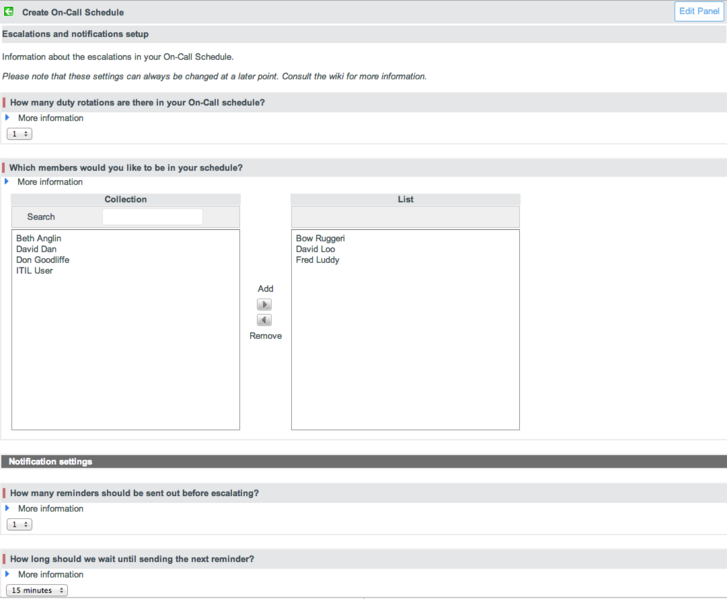 Create On-Call Schedule
Edit Panel
Escalations and notifications setup
Information about the escalations in your On-Call Schedule.
Please note that these settings can always be changed at a later point. Consult the wiki for more information.
How many duty rotations are there in your On-Call schedule?
More information
1
Which members would you like to be in your schedule?
More information
Collection
List
Search
Beth Anglin
David Dan
Don Goodliffe
ITIL User
Bow Ruggeri
David Loo
Fred Luddy
Add
Remove
Notification settings
How many reminders should be sent out before escalating?
More information
1
How long should we wait until sending the next reminder?
More information
15 minutes